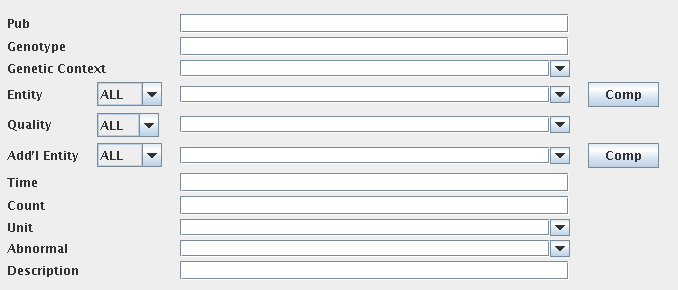 Pub
Genotype
Genetic Context
Entity ALL Comp
Quality ALL
Add'l Entity ALL Comp
Time
Count
Unit
Abnormal
Description